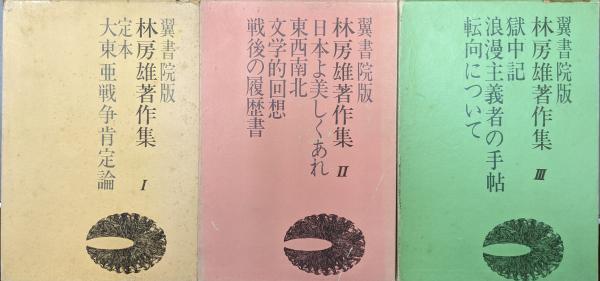 翼書院版
林房雄著作集 I
定本
大東亜戦争肯定論
翼書院版
林房雄著作集 II
日本よ美しくあれ
東西南北
文学的回想
戦後の履歴書
翼書院版
林房雄著作集 III
獄中記
浪漫主義者の手帖
転向について